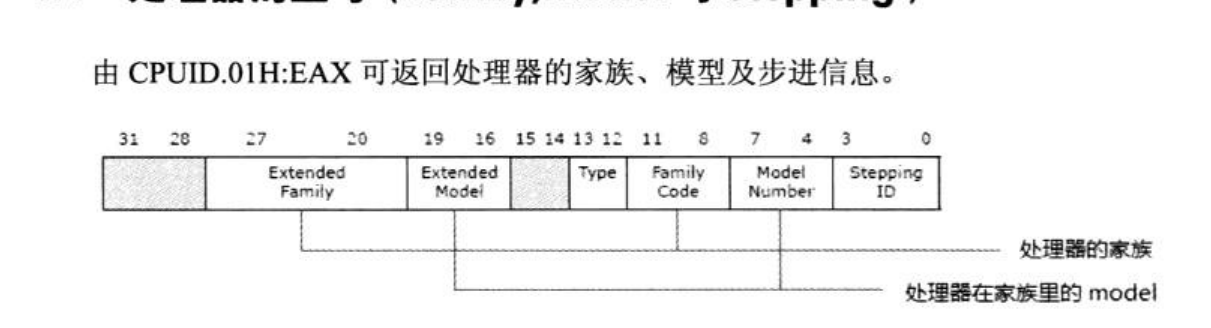 由 CPUID.01H:EAX 可返回处理器的家族、模型及步进信息。
31 28 27 20 19 16 15 14 13 12 11 8 7 4 3 0
Extended Family
Extended Model
Type
Family Code
Model Number
Stepping ID
处理器的家族
处理器在家族里的 model